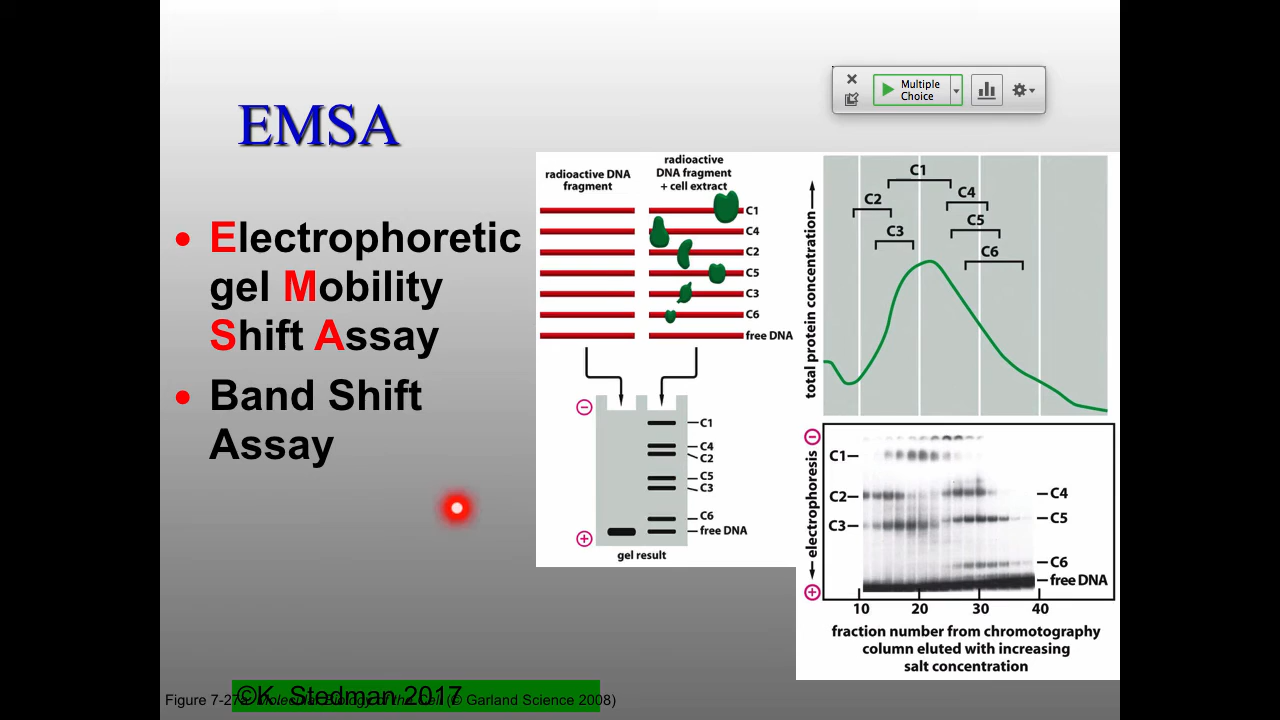 Multiple
Choice
EMSA
Electrophoretic
gel Mobility
Shift Assay
Band Shift
Assay
radioactive DNA
fragment
radioactive
DNA fragment
+ cell extract
C1
C4
C2
C5
C3
C6
free DNA
C1
C4
C2
C5
C3
C6
free DNA
gel result
total protein concentration
C1
C2
C4
C5
C3
C6
electrophoresis
C1
C2
C3
C4
C5
C6
free DNA
10 20 30 40
fraction number from chromotography
column eluted with increasing
salt concentration
©K. Stedman 2017
Figure 7-27 Molecular Biology of the Cell (© Garland Science 2008)